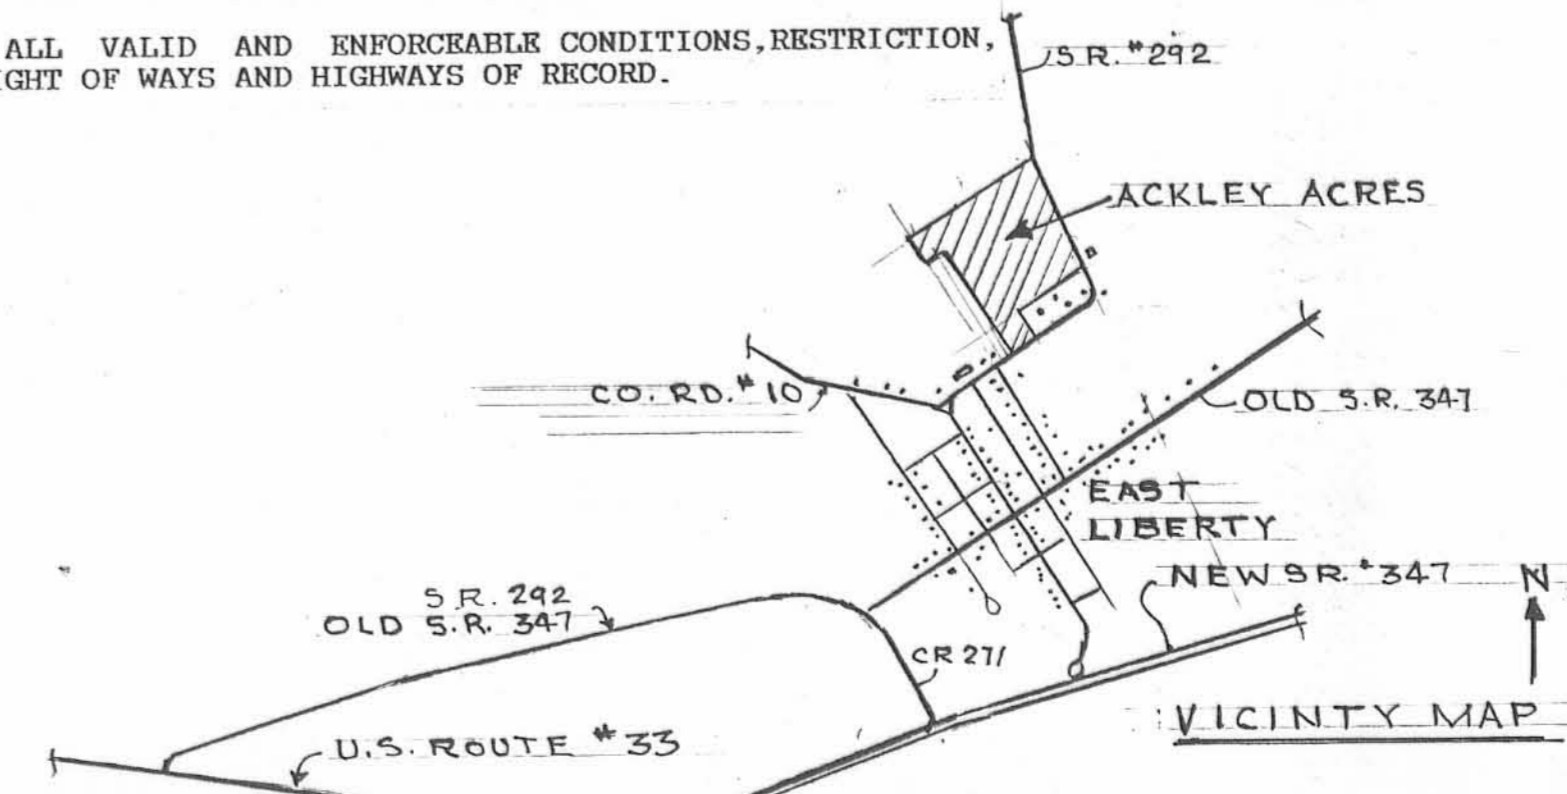 ALL VALID AND ENFORCEABLE CONDITIONS,RESTRICTION,
IGHT OF WAYS AND HIGHWAYS OF RECORD.
S.R. #292
ACKLEY ACRES
CO. RD. #10
OLD S.R. 347
EAST
LIBERTY
NEW SR. #347
N
S.R. 292
OLD S.R. 347
CR 271
U.S. ROUTE #33
VICINTY MAP